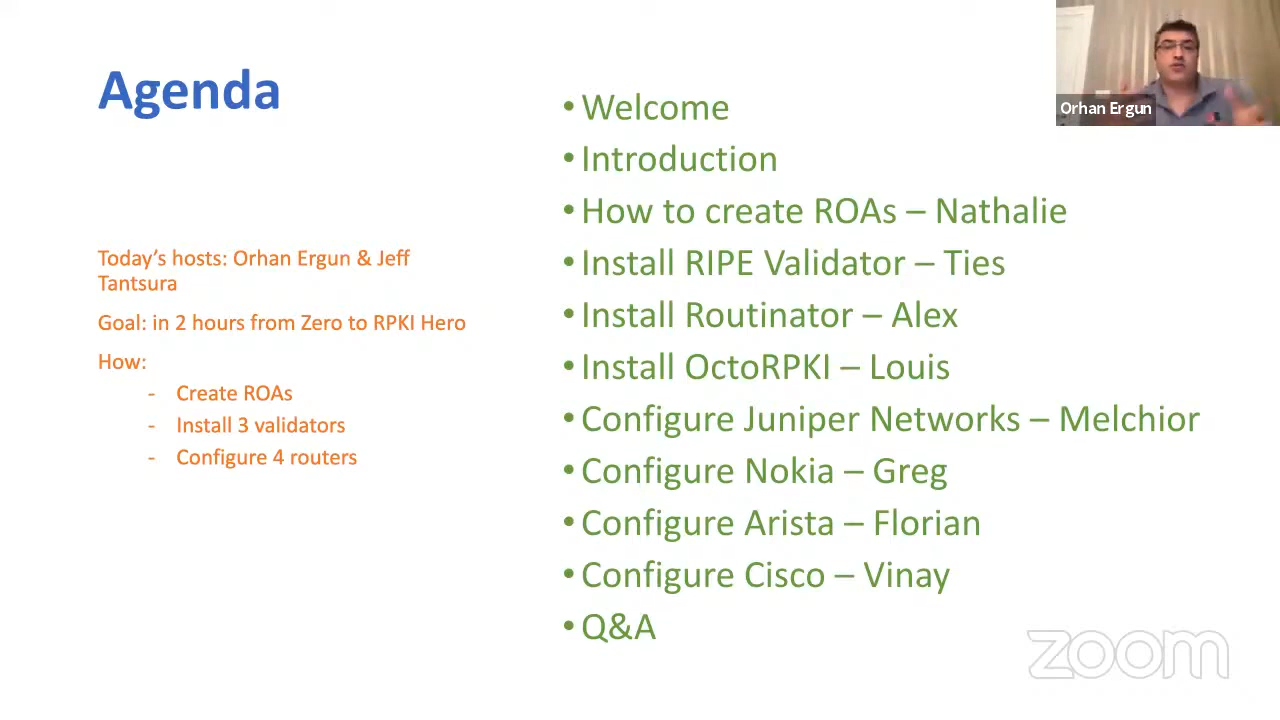 Agenda
Today's hosts: Orhan Ergun & Jeff
Tantsura
Goal: in 2 hours from Zero to RPKI Hero
How:
- Create ROAs
- Install 3 validators
- Configure 4 routers
• Welcome
• Introduction
• How to create ROAs – Nathalie
• Install RIPE Validator – Ties
• Install Routinator – Alex
• Install OctoRPKI – Louis
• Configure Juniper Networks – Melchior
• Configure Nokia – Greg
• Configure Arista – Florian
• Configure Cisco – Vinay
• Q&A
Orhan Ergun
zoom